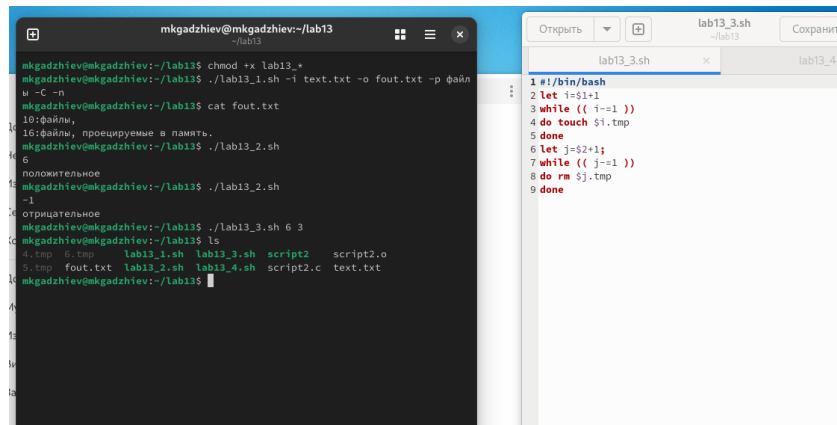 mkgadzhiev@mkgadzhiev:~/lab13
~/lab13
mkgadzhiev@mkgadzhiev:~/lab13$ chmod +x lab13_*
mkgadzhiev@mkgadzhiev:~/lab13$ ./lab13_1.sh -i text.txt -o fout.txt -p файл
ы -C -n
mkgadzhiev@mkgadzhiev:~/lab13$ cat fout.txt
10:файлы,
16:файлы, проецируемые в память.
mkgadzhiev@mkgadzhiev:~/lab13$ ./lab13_2.sh
6
положительное
mkgadzhiev@mkgadzhiev:~/lab13$ ./lab13_2.sh
-1
отрицательное
mkgadzhiev@mkgadzhiev:~/lab13$ ./lab13_3.sh 6 3
mkgadzhiev@mkgadzhiev:~/lab13$ ls
4.tmp 6.tmp lab13_1.sh lab13_3.sh script2 script2.o
5.tmp fout.txt lab13_2.sh lab13_4.sh script2.c text.txt
mkgadzhiev@mkgadzhiev:~/lab13$
Открыть
lab13_3.sh
~/lab13
Сохранит
lab13_3.sh
lab13_4
1 #!/bin/bash
2 let i=$1+1
3 while (( i-=1 ))
4 do touch $i.tmp
5 done
6 let j=$2+1;
7 while (( j-=1 ))
8 do rm $j.tmp
9 done